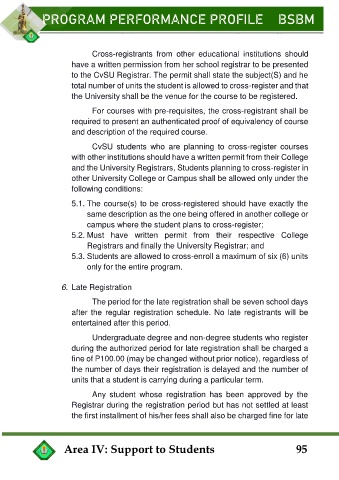 PROGRAM PERFORMANCE PROFILE BSBM
Cross-registrants from other educational institutions should
have a written permission from her school registrar to be presented
to the CvSU Registrar. The permit shall state the subject(S) and he
total number of units the student is allowed to cross-register and that
the University shall be the venue for the course to be registered.
For courses with pre-requisites, the cross-registrant shall be
required to present an authenticated proof of equivalency of course
and description of the required course.
CvSU students who are planning to cross-register courses
with other institutions should have a written permit from their College
and the University Registrars, Students planning to cross-register in
other University College or Campus shall be allowed only under the
following conditions:
5.1. The course(s) to be cross-registered should have exactly the
same description as the one being offered in another college or
campus where the student plans to cross-register;
5.2. Must have written permit from their respective College
Registrars and finally the University Registrar; and
5.3. Students are allowed to cross-enroll a maximum of six (6) units
only for the entire program.
6. Late Registration
The period for the late registration shall be seven school days
after the regular registration schedule. No late registrants will be
entertained after this period.
Undergraduate degree and non-degree students who register
during the authorized period for late registration shall be charged a
fine of P100.00 (may be changed without prior notice), regardless of
the number of days their registration is delayed and the number of
units that a student is carrying during a particular term.
Any student whose registration has been approved by the
Registrar during the registration period but has not settled at least
the first installment of his/her fees shall also be charged fine for late
Area IV: Support to Students 95